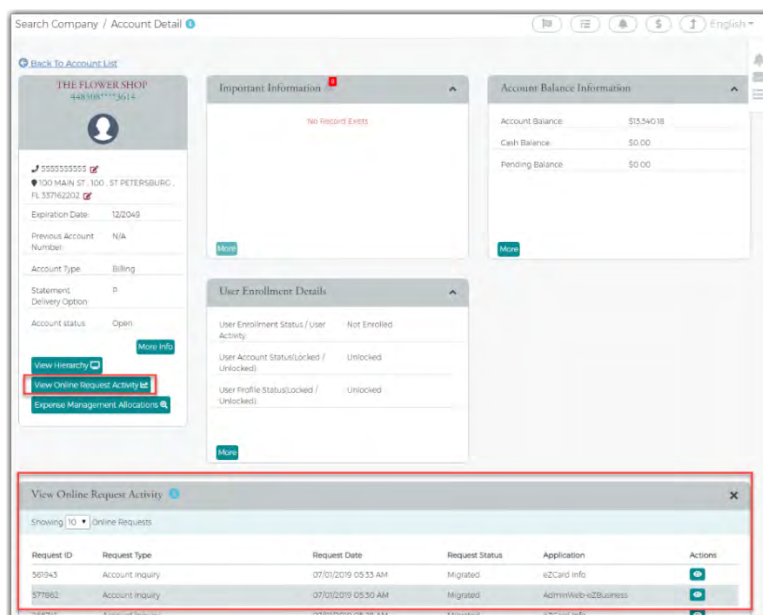 Search Company / Account Detail
English
Back To Account List
THE FLOWER SHOP
448508****3614
5555555555
100 MAIN ST , 100 , ST PETERSBURG ,
FL 337162202
Expiration Date: 12/2049
Previous Account Number: N/A
Account Type: Billing
Statement Delivery Option: P
Account status: Open
More Info
View Hierarchy
View Online Request Activity
Expense Management Allocations
Important Information
No Record Exists
More
Account Balance Information
Account Balance: $13,540.18
Cash Balance: $0.00
Pending Balance: $0.00
More
User Enrollment Details
User Enrollment Status / User Activity: Not Enrolled
User Account Status(Locked / Unlocked): Unlocked
User Profile Status(Locked / Unlocked): Unlocked
More
View Online Request Activity
Showing 10 Online Requests
Request ID Request Type Request Date Request Status Application Actions
561943 Account Inquiry 07/01/2019 05:33 AM Migrated eZCard Info
577862 Account Inquiry 07/01/2019 05:30 AM Migrated AdminWeb-eZBusiness